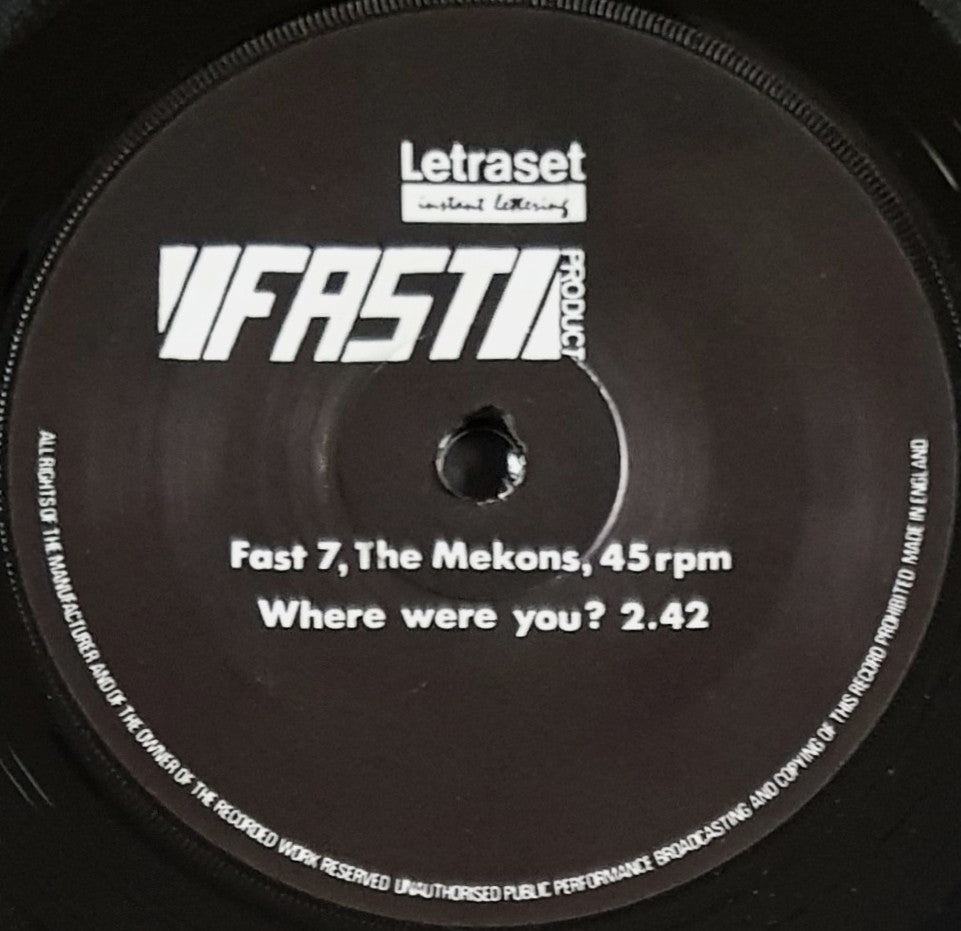 Letraset
instant lettering
FAST
PRODUCT
Fast 7, The Mekons, 45 rpm
Where were you? 2.42
ALL RIGHTS OF THE MANUFACTURER AND OF THE OWNER OF THE RECORDED WORK RESERVED UNAUTHORISED PUBLIC PERFORMANCE BROADCASTING AND COPYING OF THIS RECORD PROHIBITED MADE IN ENGLAND